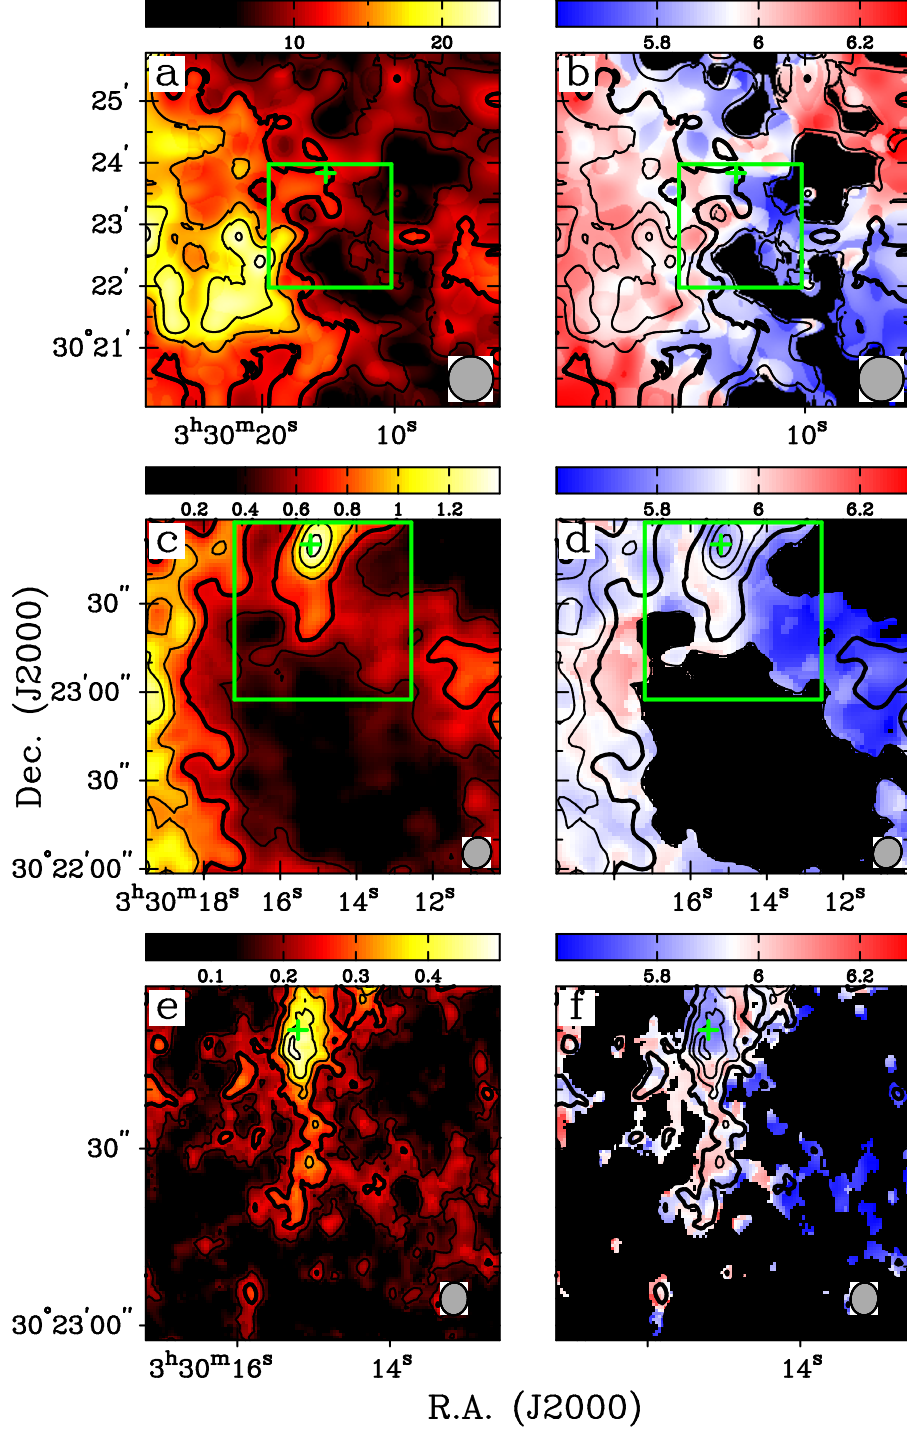 10 20 5.8 6 6.2
a b
25′
24′
23′
22′
30°21′
3ʰ30ᵐ20ˢ 10ˢ 10ˢ
0.2 0.4 0.6 0.8 1 1.2 5.8 6 6.2
c d
30″
23′00″
30″
30°22′00″
3ʰ30ᵐ18ˢ 16ˢ 14ˢ 12ˢ 16ˢ 14ˢ 12ˢ
Dec. (J2000)
0.1 0.2 0.3 0.4 5.8 6 6.2
e f
30″
30°23′00″
3ʰ30ᵐ16ˢ 14ˢ 14ˢ
R.A. (J2000)